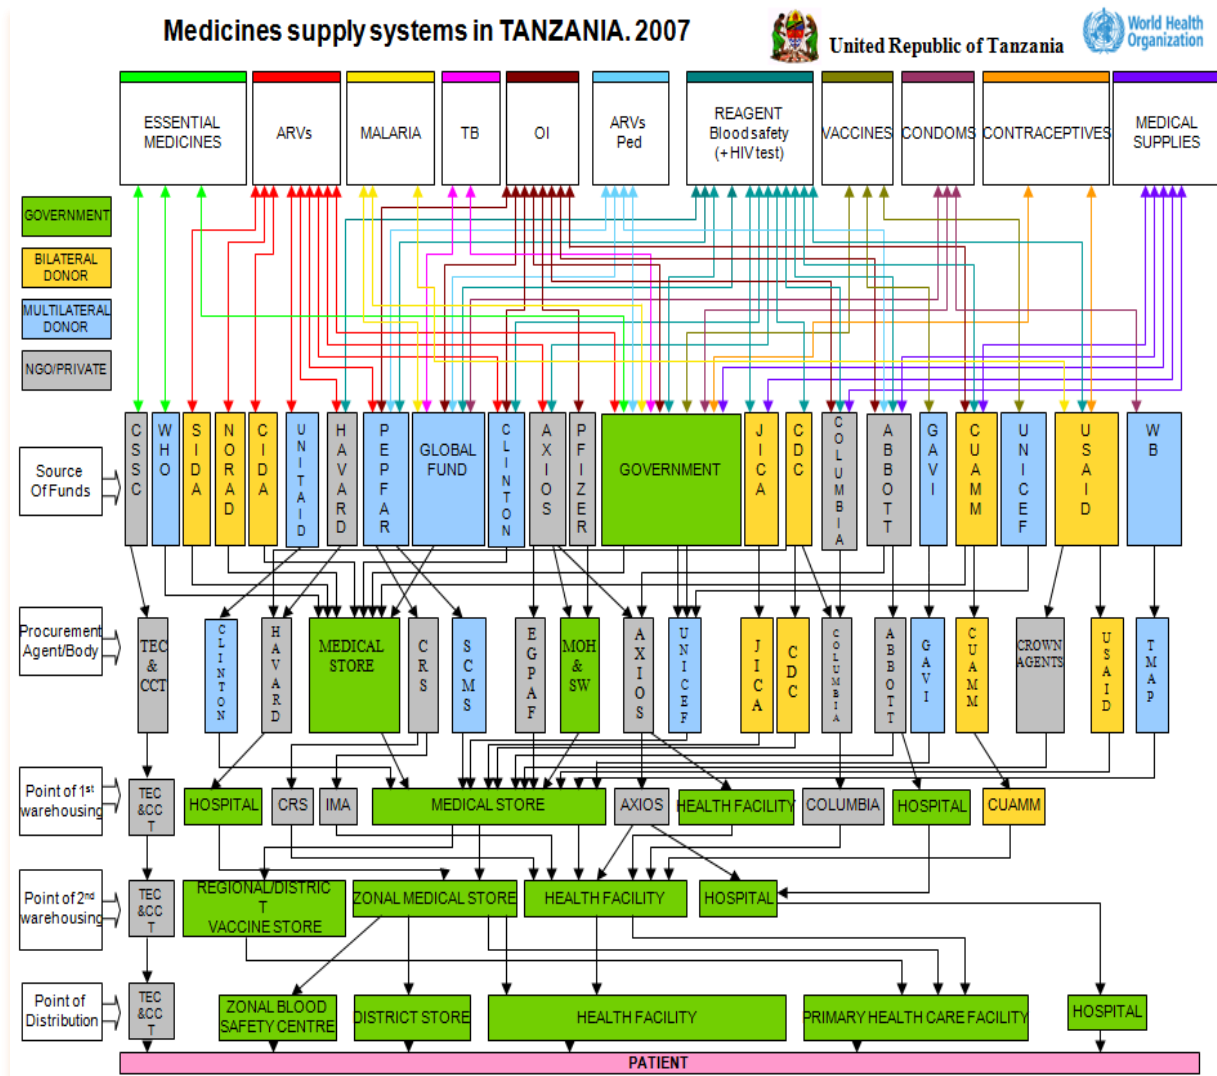 Medicines supply systems in TANZANIA. 2007
United Republic of Tanzania
World Health
Organization
ESSENTIAL
MEDICINES
ARVs
MALARIA
TB
OI
ARVs
Ped
REAGENT
Blood safety
(+ HIV test)
VACCINES
CONDOMS
CONTRACEPTIVES
MEDICAL
SUPPLIES
GOVERNMENT
BILATERAL
DONOR
MULTILATERAL
DONOR
NGO/PRIVATE
Source
Of Funds
CSSC
WHO
SIDA
NORAD
CIDA
UNITAID
HAVARD
PEPFAR
GLOBAL
FUND
CLINTON
AXIOS
PFIZER
GOVERNMENT
JICA
CDC
COLUMBIA
ABBOTT
GAVI
CUAMM
UNICEF
USAID
WB
Procurement
Agent/Body
TEC
&
CCT
CLINTON
HAVARD
MEDICAL
STORE
CRS
SCMS
EGPAF
MOH
&
SW
AXIOS
UNICEF
JICA
CDC
COLUMBIA
ABBOTT
GAVI
CUAMM
CROWN
AGENTS
USAID
TMAP
Point of 1st
warehousing
TEC
&CC
T
HOSPITAL
CRS
IMA
MEDICAL STORE
AXIOS
HEALTH FACILITY
COLUMBIA
HOSPITAL
CUAMM
Point of 2nd
warehousing
TEC
&CC
T
REGIONAL/DISTRIC
T
VACCINE STORE
ZONAL MEDICAL STORE
HEALTH FACILITY
HOSPITAL
Point of
Distribution
TEC
&CC
T
ZONAL BLOOD
SAFETY CENTRE
DISTRICT STORE
HEALTH FACILITY
PRIMARY HEALTH CARE FACILITY
HOSPITAL
PATIENT